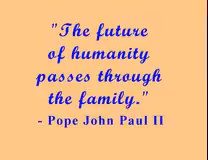 "The future
of humanity
passes through
the family."
- Pope John Paul II